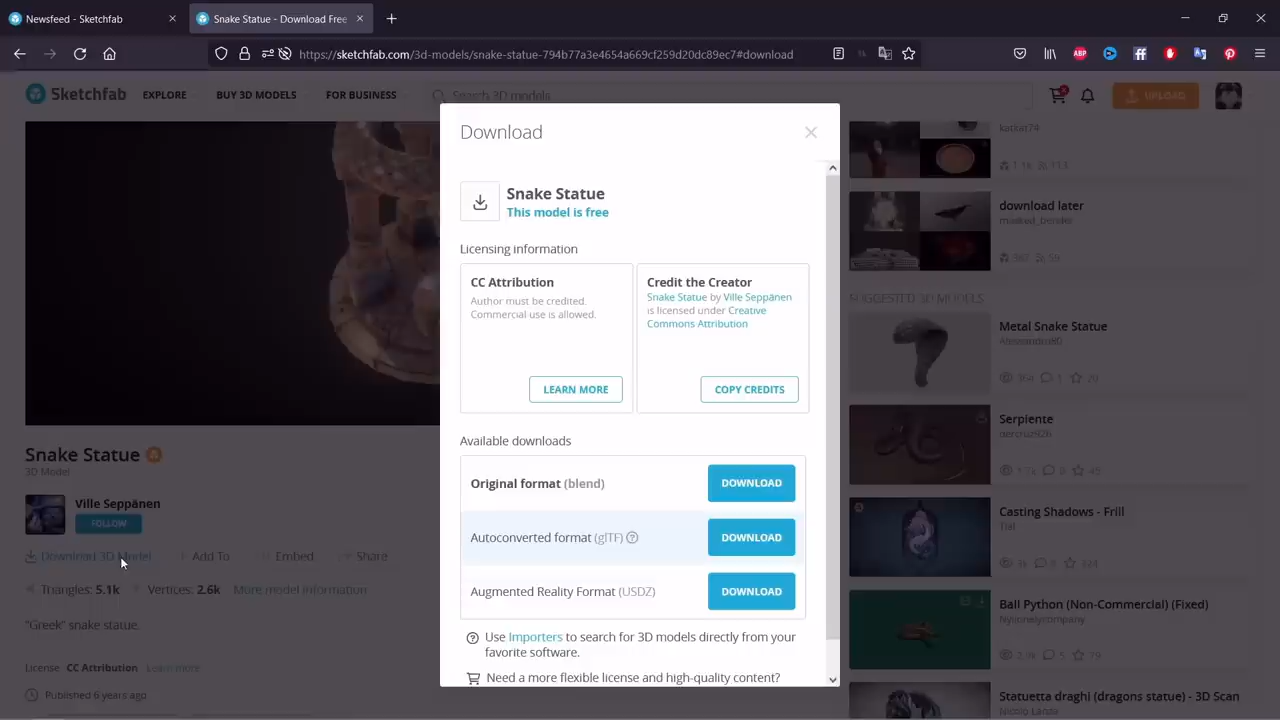 Newsfeed - Sketchfab
Snake Statue - Download Free
https://sketchfab.com/3d-models/snake-statue-794b77a3e4654a669cf259d20dc89ec7#download
Sketchfab
EXPLORE
BUY 3D MODELS
FOR BUSINESS
Search 3D models
UPLOAD
Download
Snake Statue
This model is free
Licensing information
CC Attribution
Author must be credited.
Commercial use is allowed.
LEARN MORE
Credit the Creator
Snake Statue by Ville Seppänen
is licensed under Creative
Commons Attribution
COPY CREDITS
Available downloads
Original format (blend)
DOWNLOAD
Autoconverted format (glTF)
DOWNLOAD
Augmented Reality Format (USDZ)
DOWNLOAD
Use Importers to search for 3D models directly from your
favorite software.
Need a more flexible license and high-quality content?
Snake Statue
3D Model
Ville Seppänen
FOLLOW
Download 3D Model
Add To
Embed
Share
Triangles: 5.1k
Vertices: 2.6k
More model information
"Greek" snake statue.
License: CC Attribution
Learn more
Published 6 years ago
download later
SUGGESTED 3D MODELS
Metal Snake Statue
Serpiente
Casting Shadows - Frill
Ball Python (Non-Commercial) (Fixed)
Statuetta draghi (dragons statue) - 3D Scan
Nicolò Landa